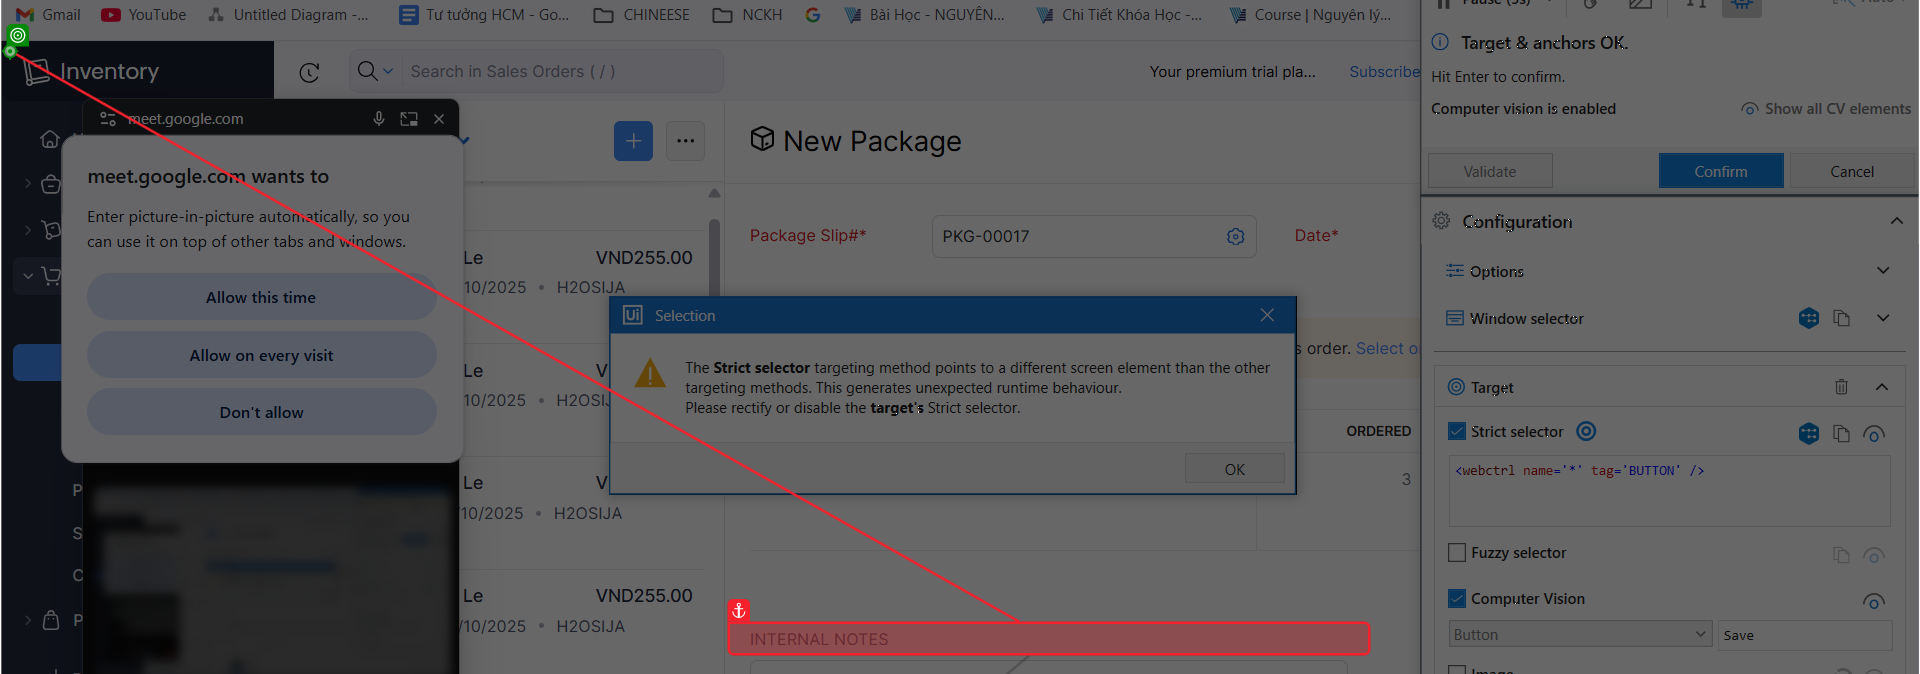 Gmail
YouTube
Untitled Diagram -...
Tư tưởng HCM - Go...
CHINEESE
NCKH
Bài Học - NGUYÊN...
Chi Tiết Khóa Học -...
Course | Nguyên lý...
Inventory
Search in Sales Orders ( / )
Your premium trial pla...
Subscribe
meet.google.com
meet.google.com wants to
Enter picture-in-picture automatically, so you
can use it on top of other tabs and windows.
Allow this time
Allow on every visit
Don't allow
Le
VND255.00
10/2025 • H2OSIJA
Le
V
10/2025 • H2OSIJ
Le
V
10/2025 • H2OSIJA
Le
VND255.00
/10/2025 • H2OSIJA
P
S
C
P
New Package
Package Slip#*
PKG-00017
Date*
s order. Select o
ORDERED
3
INTERNAL NOTES
Ui Selection
The Strict selector targeting method points to a different screen element than the other
targeting methods. This generates unexpected runtime behaviour.
Please rectify or disable the target's Strict selector.
OK
Target & anchors OK.
Hit Enter to confirm.
Computer vision is enabled
Show all CV elements
Validate
Confirm
Cancel
Configuration
Options
Window selector
Target
Strict selector
<webctrl name='*' tag='BUTTON' />
Fuzzy selector
Computer Vision
Button
Save
Image